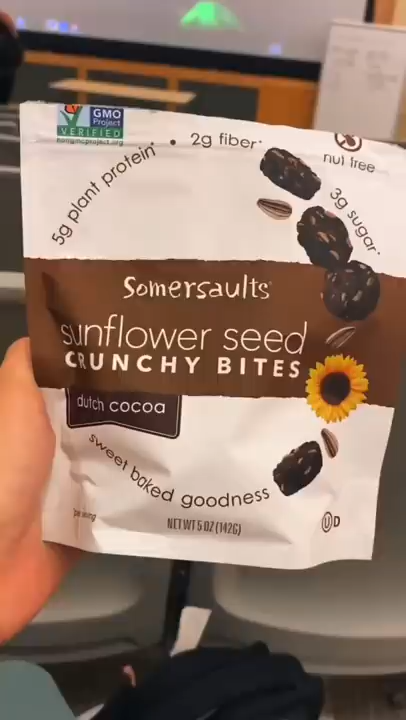 GMO
Project
VERIFIED
nongmoproject.org
5g plant protein* • 2g fiber*
nut free
3g sugar*
Somersaults
sunflower seed
CRUNCHY BITES
dutch cocoa
sweet baked goodness
NET WT 5 OZ (142G)
U D